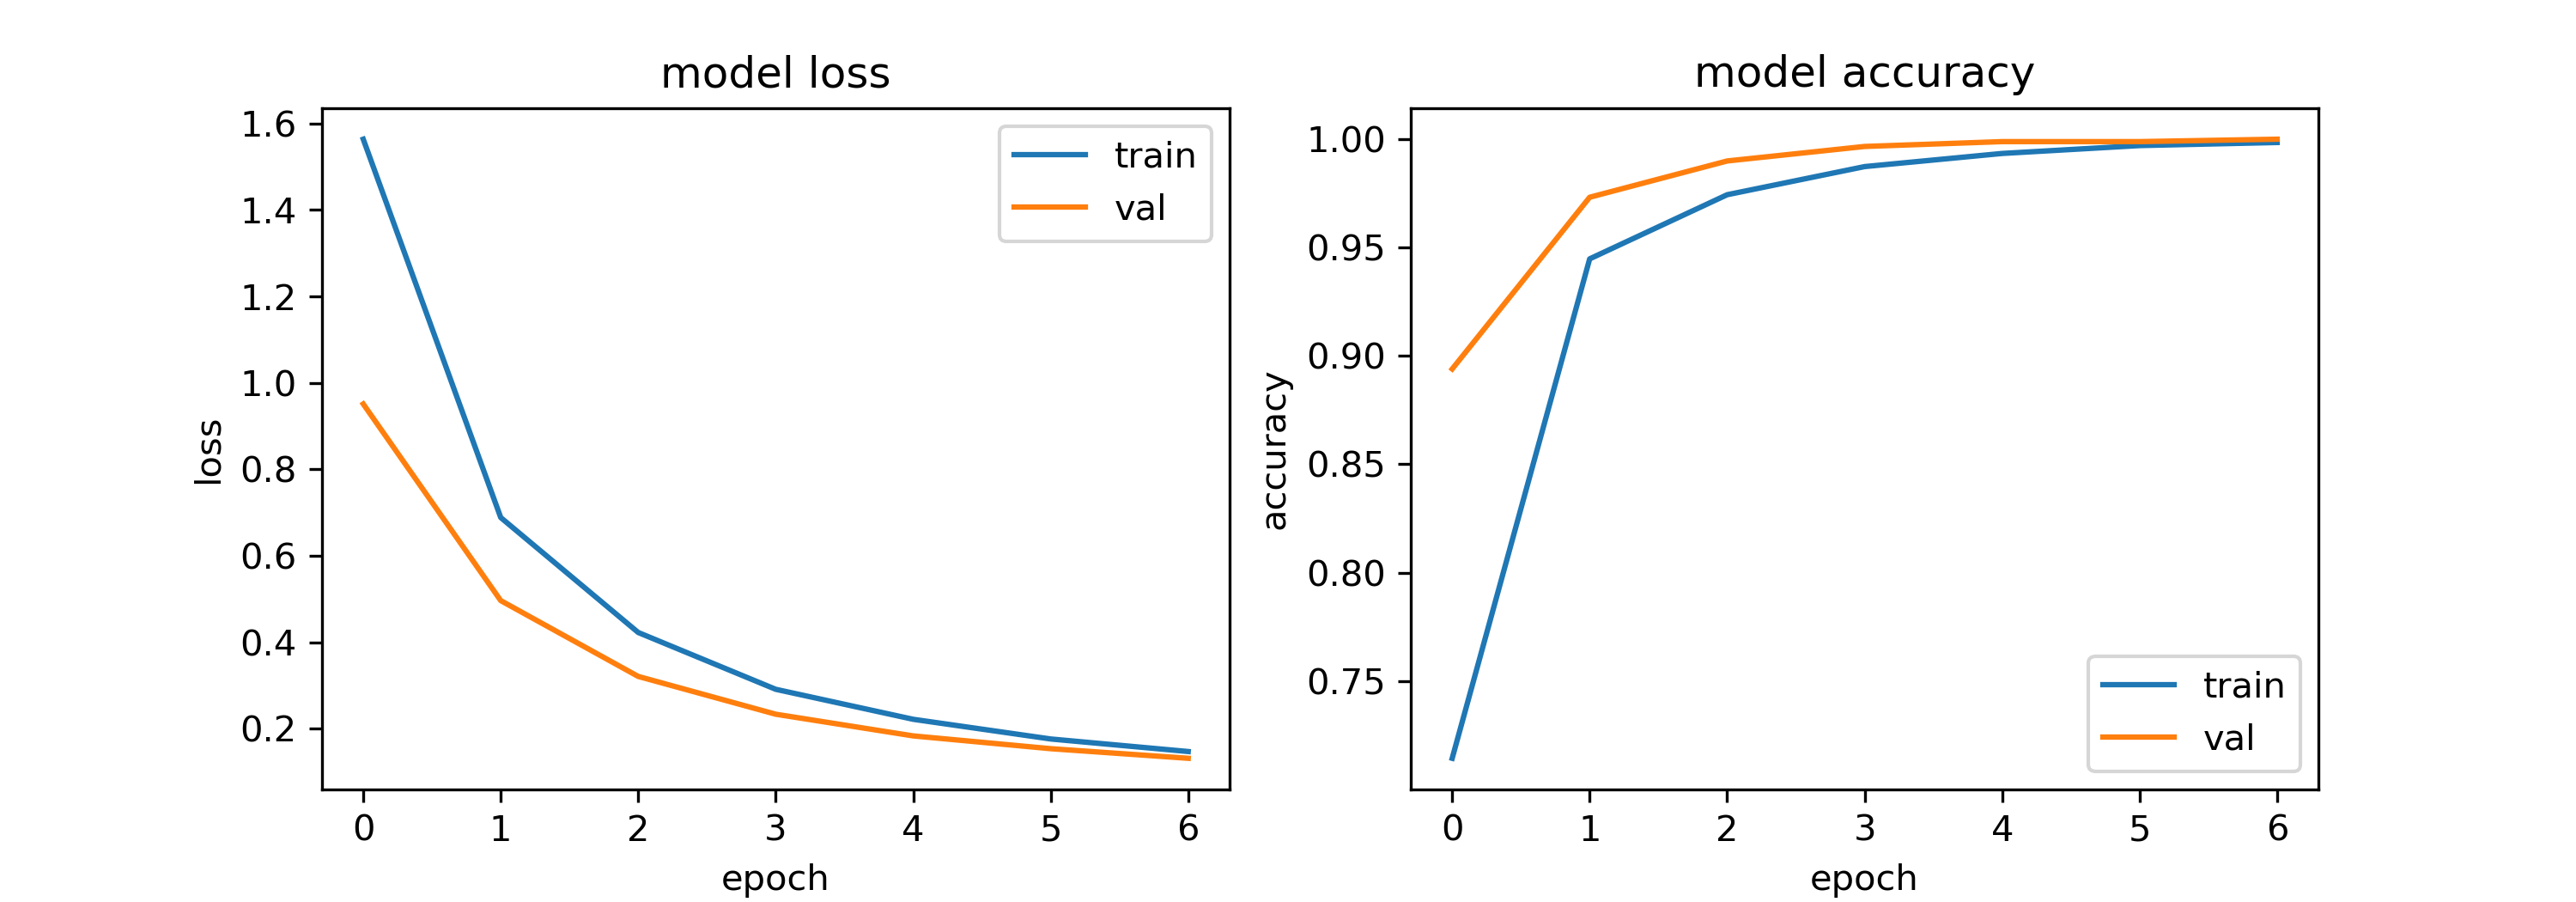 model loss
1.6
1.4
1.2
1.0
0.8
0.6
0.4
0.2
loss
train
val
0 1 2 3 4 5 6
epoch
model accuracy
1.00
0.95
0.90
0.85
0.80
0.75
accuracy
train
val
0 1 2 3 4 5 6
epoch